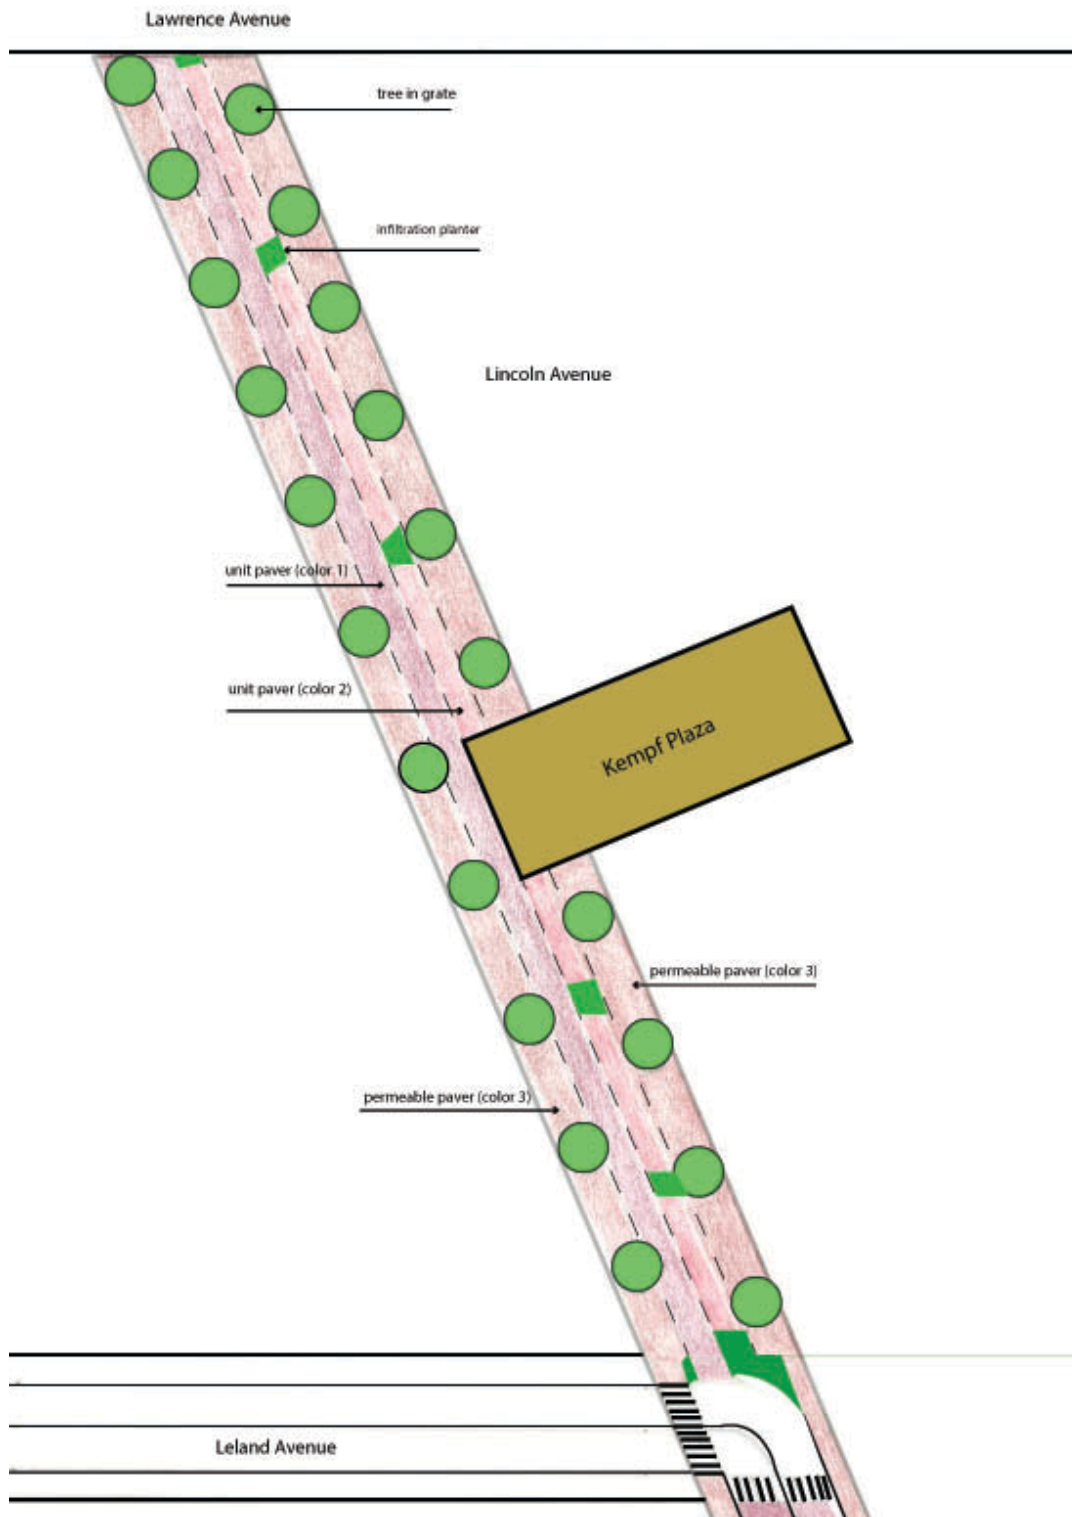 Lawrence Avenue
tree in grate
infiltration planter
Lincoln Avenue
unit paver (color 1)
unit paver (color 2)
Kempf Plaza
permeable paver (color 3)
permeable paver (color 3)
Leland Avenue